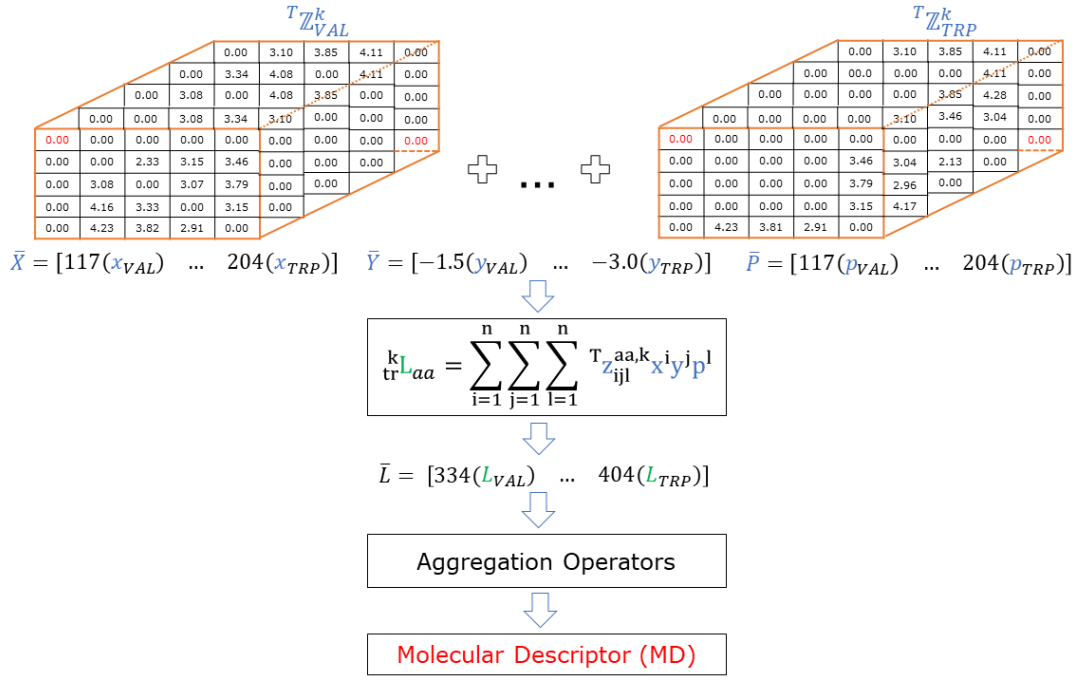 T ℤ k VAL    T ℤ k TRP
0.00 3.10 3.85 4.11 0.00    0.00 3.10 3.85 4.11 0.00
0.00 3.34 4.08 0.00 4.11 0.00    0.00 00.0 0.00 0.00 4.11 0.00
0.00 3.08 0.00 4.08 3.85 0.00 0.00    0.00 0.00 0.00 0.00 3.85 4.28 0.00
0.00 0.00 3.08 3.34 3.10 0.00 0.00 0.00    0.00 0.00 0.00 0.00 3.10 3.46 3.04 0.00
0.00 0.00 0.00 0.00 0.00 0.00 0.00 0.00 0.00    0.00 0.00 0.00 0.00 0.00 0.00 0.00 0.00 0.00
0.00 0.00 2.33 3.15 3.46 0.00 0.00 0.00    0.00 0.00 0.00 0.00 3.46 3.04 2.13 0.00
0.00 3.08 0.00 3.07 3.79 0.00 0.00    0.00 0.00 0.00 0.00 3.79 2.96 0.00
0.00 4.16 3.33 0.00 3.15 0.00    0.00 0.00 0.00 0.00 3.15 4.17
0.00 4.23 3.82 2.91 0.00    0.00 4.23 3.81 2.91 0.00
...
X̄ = [117(x_VAL) ... 204(x_TRP)]    Ȳ = [−1.5(y_VAL) ... −3.0(y_TRP)]    P̄ = [117(p_VAL) ... 204(p_TRP)]
^k_tr L_aa = ∑_{i=1}^{n} ∑_{j=1}^{n} ∑_{l=1}^{n} ^T z_{ijl}^{aa,k} x^i y^j p^l
L̄ = [334(L_VAL) ... 404(L_TRP)]
Aggregation Operators
Molecular Descriptor (MD)